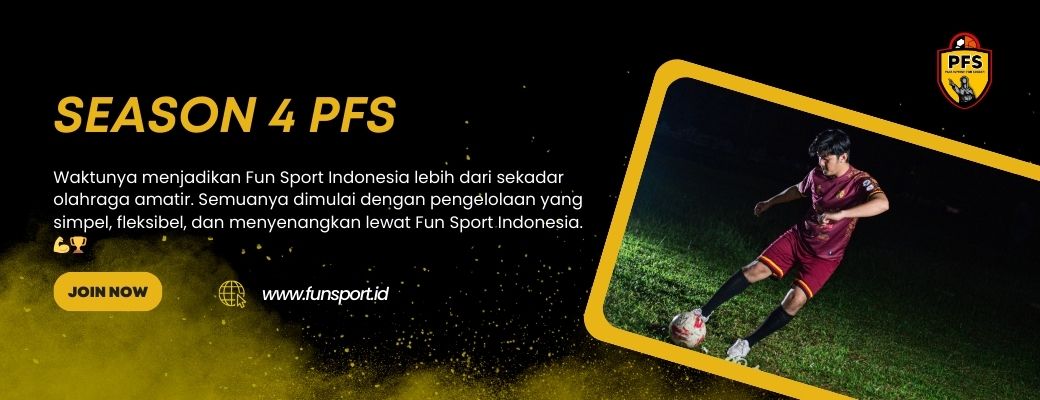 SEASON 4 PFS
Waktunya menjadikan Fun Sport Indonesia lebih dari sekadar
olahraga amatir. Semuanya dimulai dengan pengelolaan yang
simpel, fleksibel, dan menyenangkan lewat Fun Sport Indonesia.
💪🏆
JOIN NOW
www.funsport.id
PFS